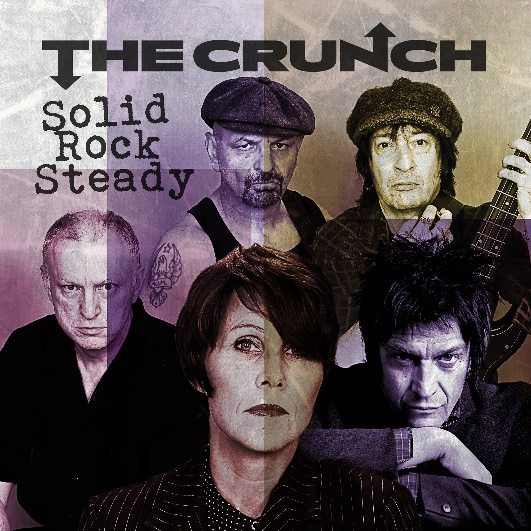 THE CRUNCH
Solid
Rock
Steady